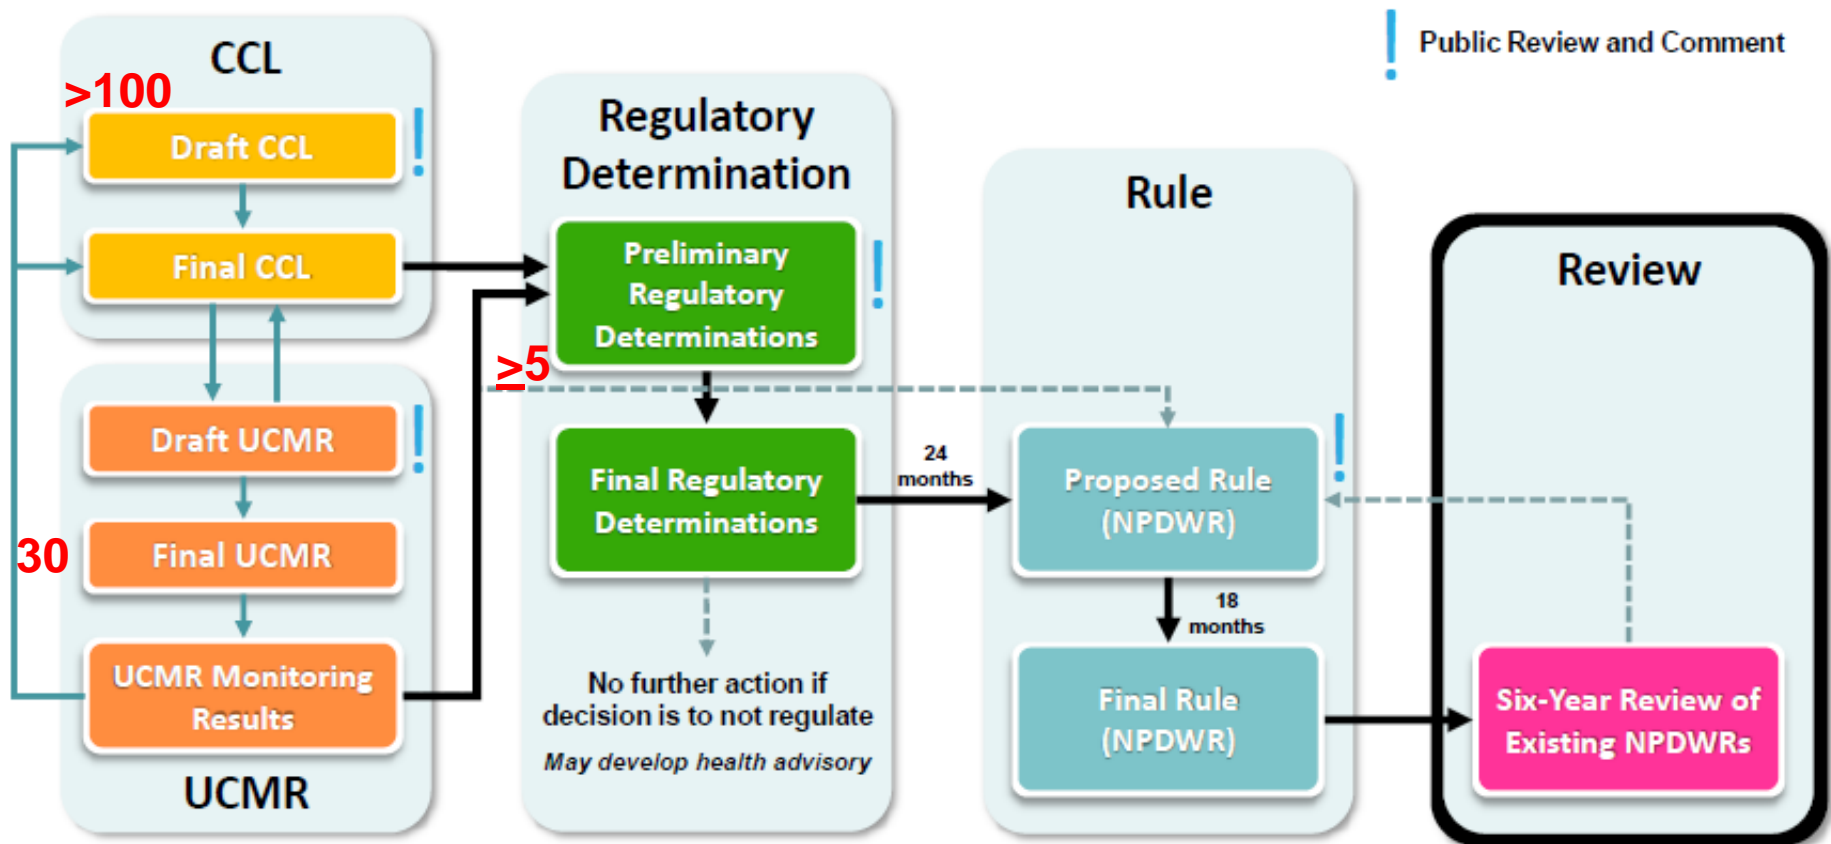 CCL
>100
Draft CCL
Final CCL
Draft UCMR
Final UCMR
30
UCMR Monitoring
Results
UCMR
Regulatory
Determination
Preliminary
Regulatory
Determinations
≥5
Final Regulatory
Determinations
No further action if
decision is to not regulate
May develop health advisory
24
months
Rule
Proposed Rule
(NPDWR)
18
months
Final Rule
(NPDWR)
! Public Review and Comment
Review
Six-Year Review of
Existing NPDWRs